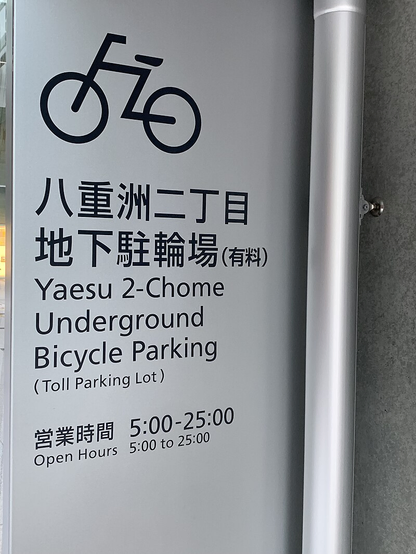 八重洲二丁目
地下駐輪場(有料)
Yaesu 2-Chome
Underground
Bicycle Parking
(Toll Parking Lot)
営業時間 5:00-25:00
Open Hours 5:00 to 25:00